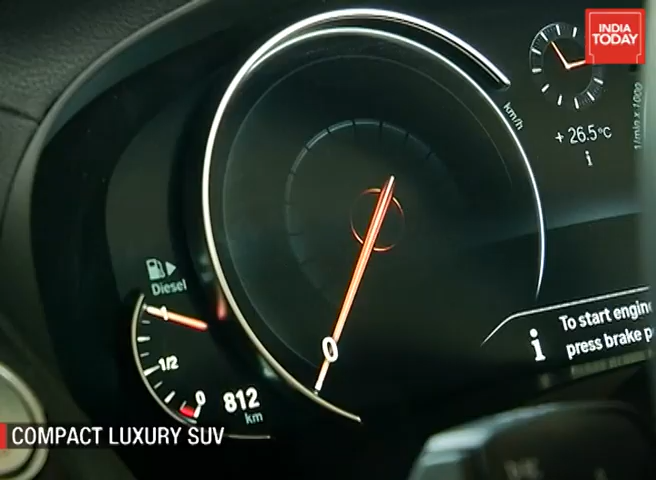 INDIA
TODAY
km/h
1/min x 1000
+ 26.5°C
i
Diesel
1
1/2
0
0
812
km
i
To start engine
press brake p
COMPACT LUXURY SUV